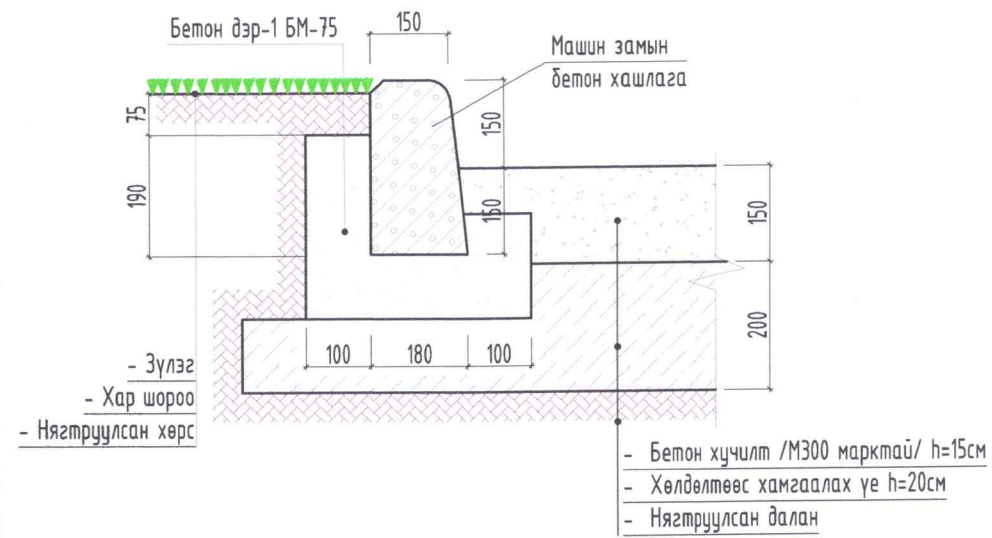 Бетон дэр-1 БМ-75
150
Машин замын
бетон хашлага
75
190
150
150
150
200
100
180
100
- Зүлэг
- Хар шороо
- Нягтруулсан хөрс
- Бетон хучилт /М300 марктай/ h=15см
- Хөлдөлтөөс хамгаалах үе h=20см
- Нягтруулсан далан